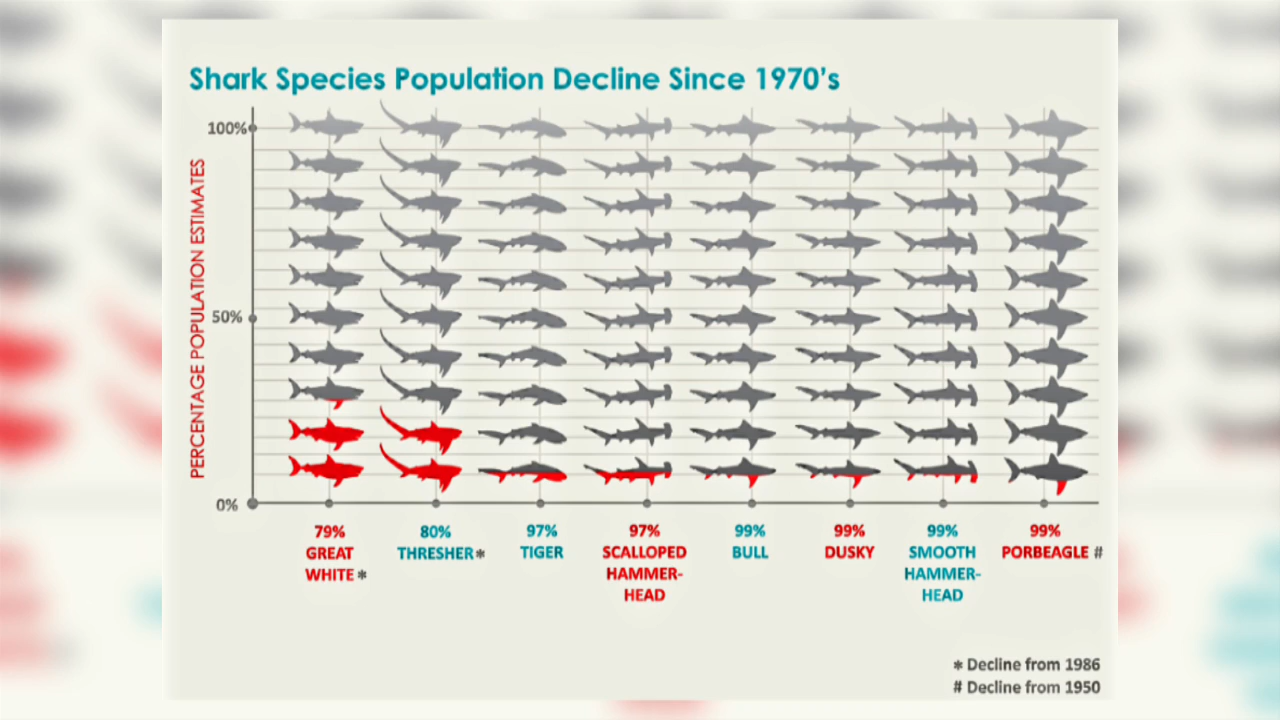 Shark Species Population Decline Since 1970's
100%
50%
0%
PERCENTAGE POPULATION ESTIMATES
79%
GREAT
WHITE *
80%
THRESHER*
97%
TIGER
97%
SCALLOPED
HAMMER-
HEAD
99%
BULL
99%
DUSKY
99%
SMOOTH
HAMMER-
HEAD
99%
PORBEAGLE #
* Decline from 1986
# Decline from 1950